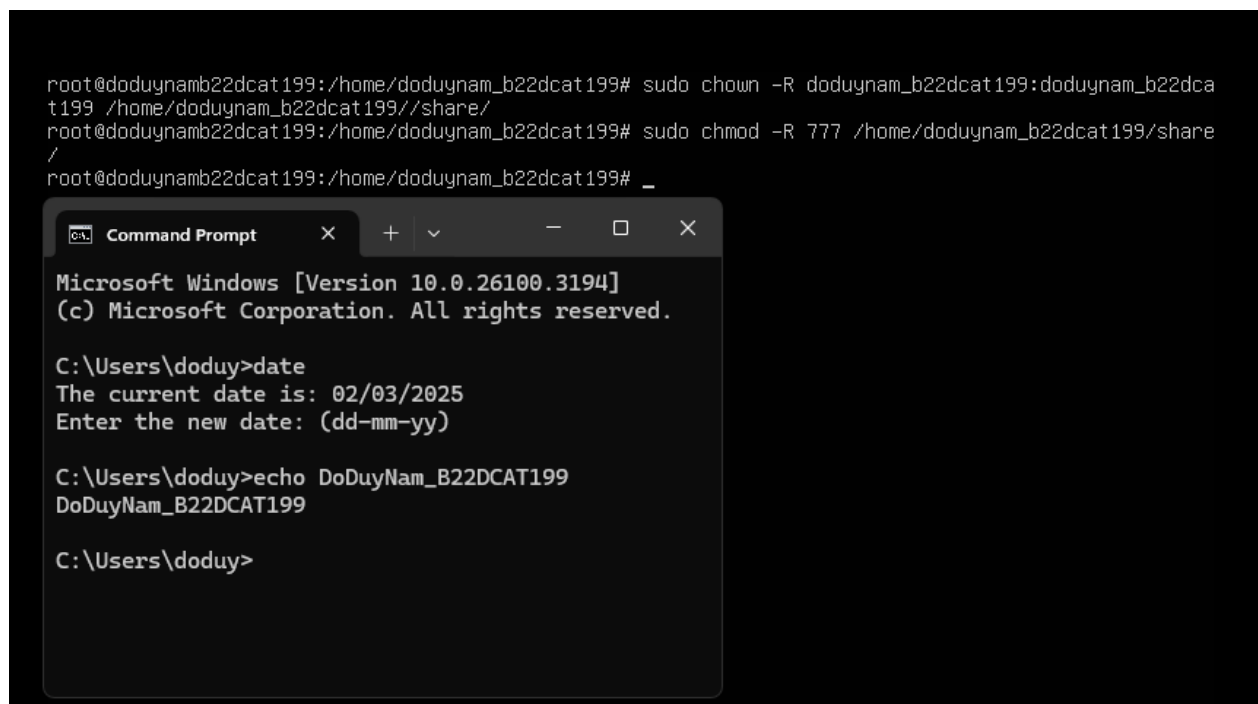 root@doduynamb22dcat199:/home/doduynam_b22dcat199# sudo chown -R doduynam_b22dcat199:doduynam_b22dca
t199 /home/doduynam_b22dcat199//share/
root@doduynamb22dcat199:/home/doduynam_b22dcat199# sudo chmod -R 777 /home/doduynam_b22dcat199/share
/
root@doduynamb22dcat199:/home/doduynam_b22dcat199# _
Command Prompt
Microsoft Windows [Version 10.0.26100.3194]
(c) Microsoft Corporation. All rights reserved.
C:\Users\doduy>date
The current date is: 02/03/2025
Enter the new date: (dd-mm-yy)
C:\Users\doduy>echo DoDuyNam_B22DCAT199
DoDuyNam_B22DCAT199
C:\Users\doduy>